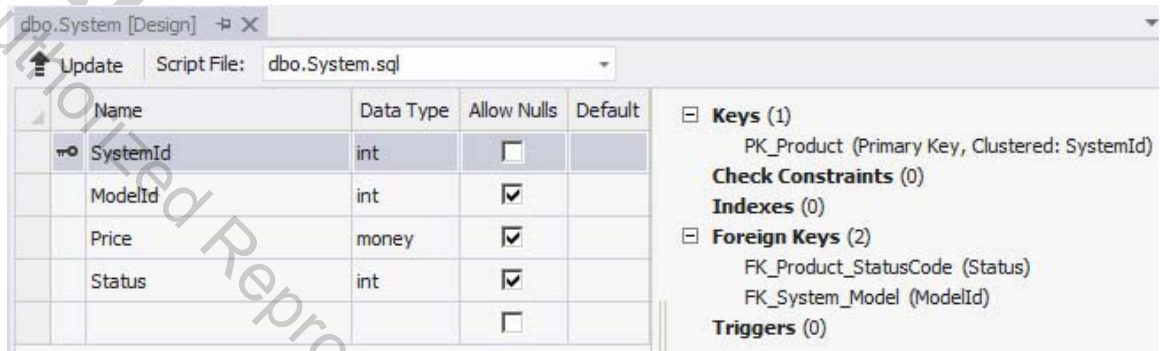 dbo.System [Design]
Update Script File: dbo.System.sql
Name Data Type Allow Nulls Default
SystemId int
ModelId int
Price money
Status int
Keys (1)
PK_Product (Primary Key, Clustered: SystemId)
Check Constraints (0)
Indexes (0)
Foreign Keys (2)
FK_Product_StatusCode (Status)
FK_System_Model (ModelId)
Triggers (0)